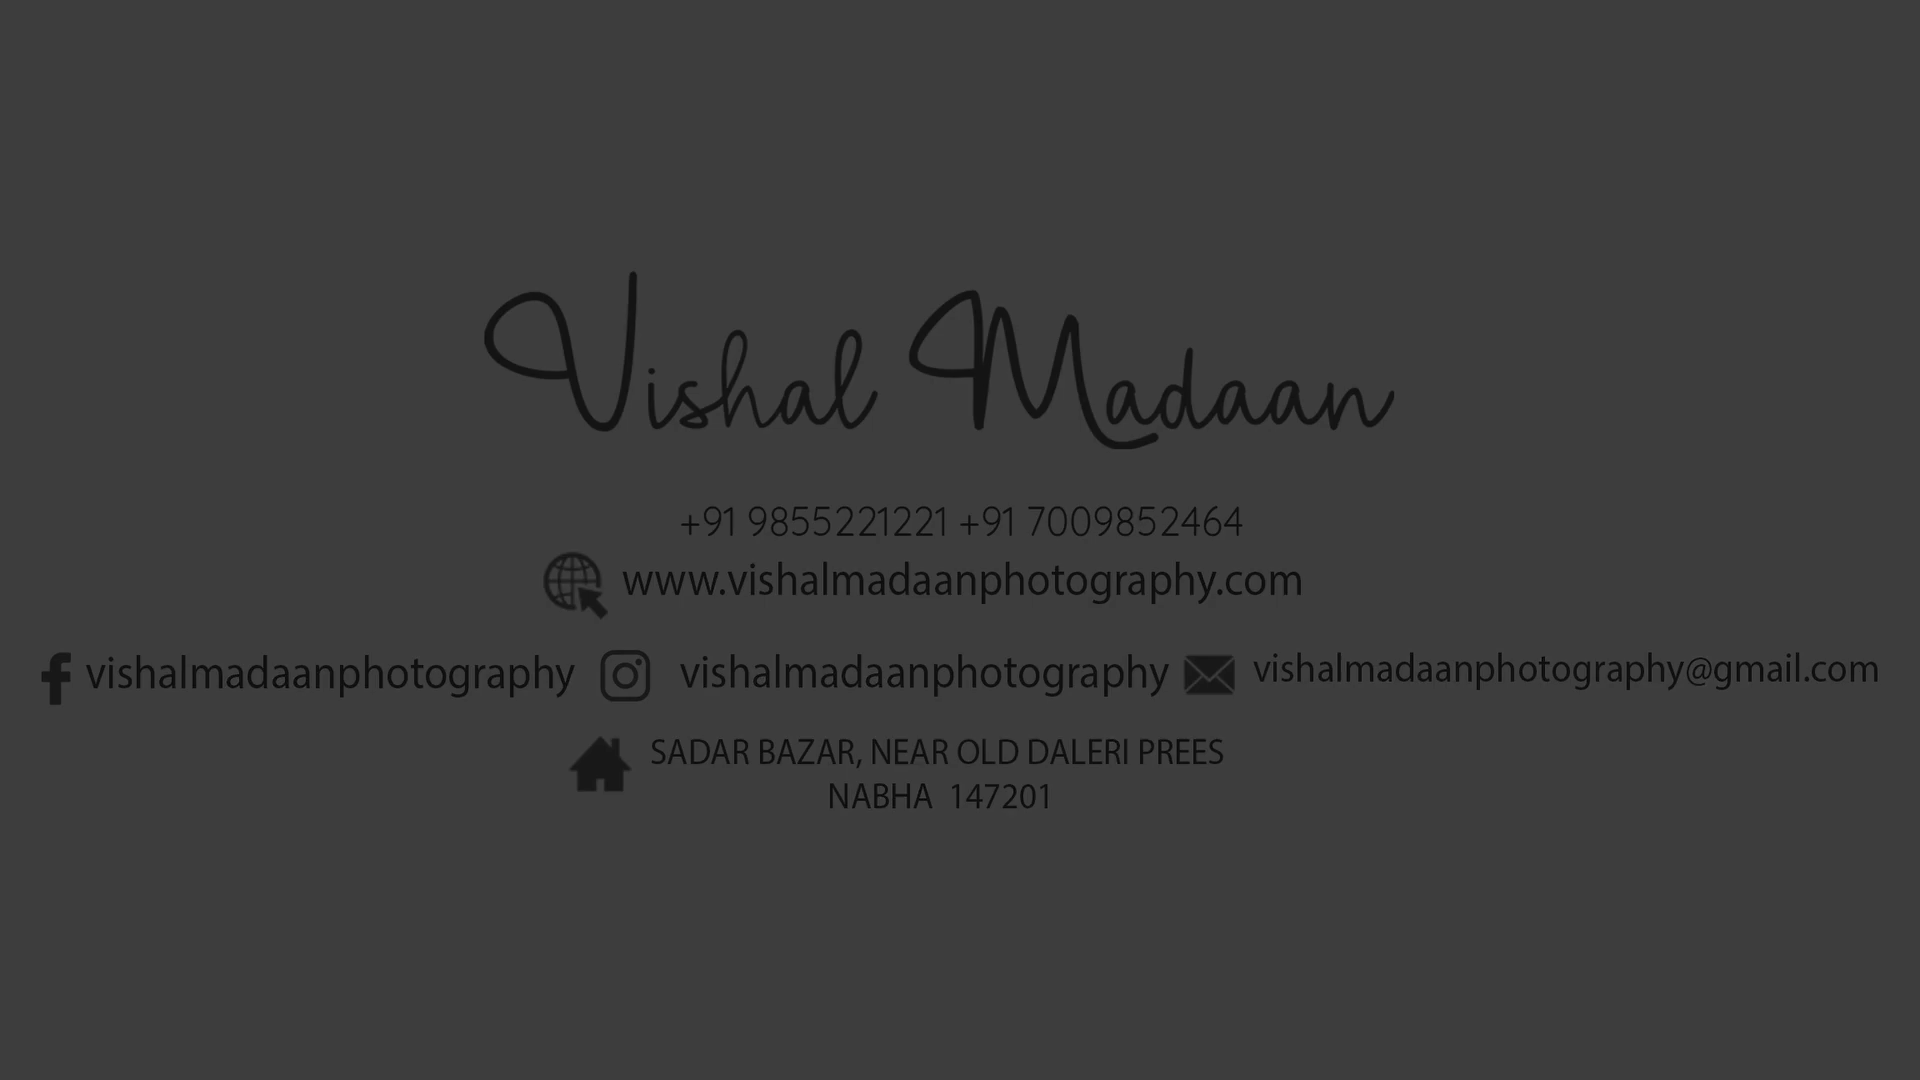 Vishal Madaan
+91 9855221221 +91 7009852464
www.vishalmadaanphotography.com
vishalmadaanphotography vishalmadaanphotography vishalmadaanphotography@gmail.com
SADAR BAZAR, NEAR OLD DALERI PREES
NABHA 147201